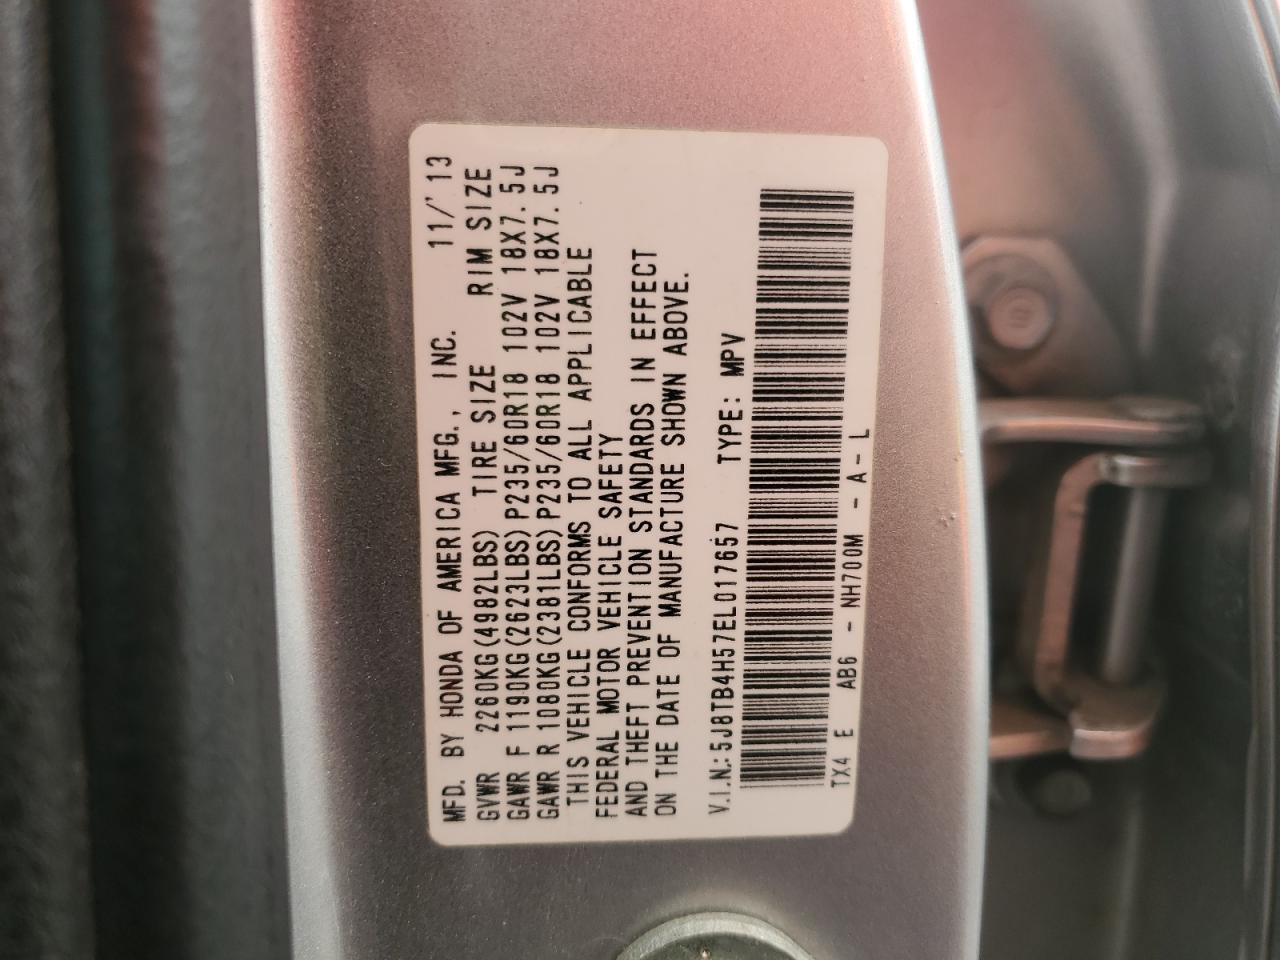 MFD. BY HONDA OF AMERICA MFG., INC. 11/'13
GVWR 2260KG(4982LBS) TIRE SIZE RIM SIZE
GAWR F 1190KG(2623LBS)P235/60R18 102V 18X7.5J
GAWR R 1080KG(2381LBS)P235/60R18 102V 18X7.5J
THIS VEHICLE CONFORMS TO ALL APPLICABLE
FEDERAL MOTOR VEHICLE SAFETY
AND THEFT PREVENTION STANDARDS IN EFFECT
ON THE DATE OF MANUFACTURE SHOWN ABOVE.
V.I.N.:5J8TB4H57EL017657 TYPE: MPV
TX4 E AB6 - NH700M - A - L